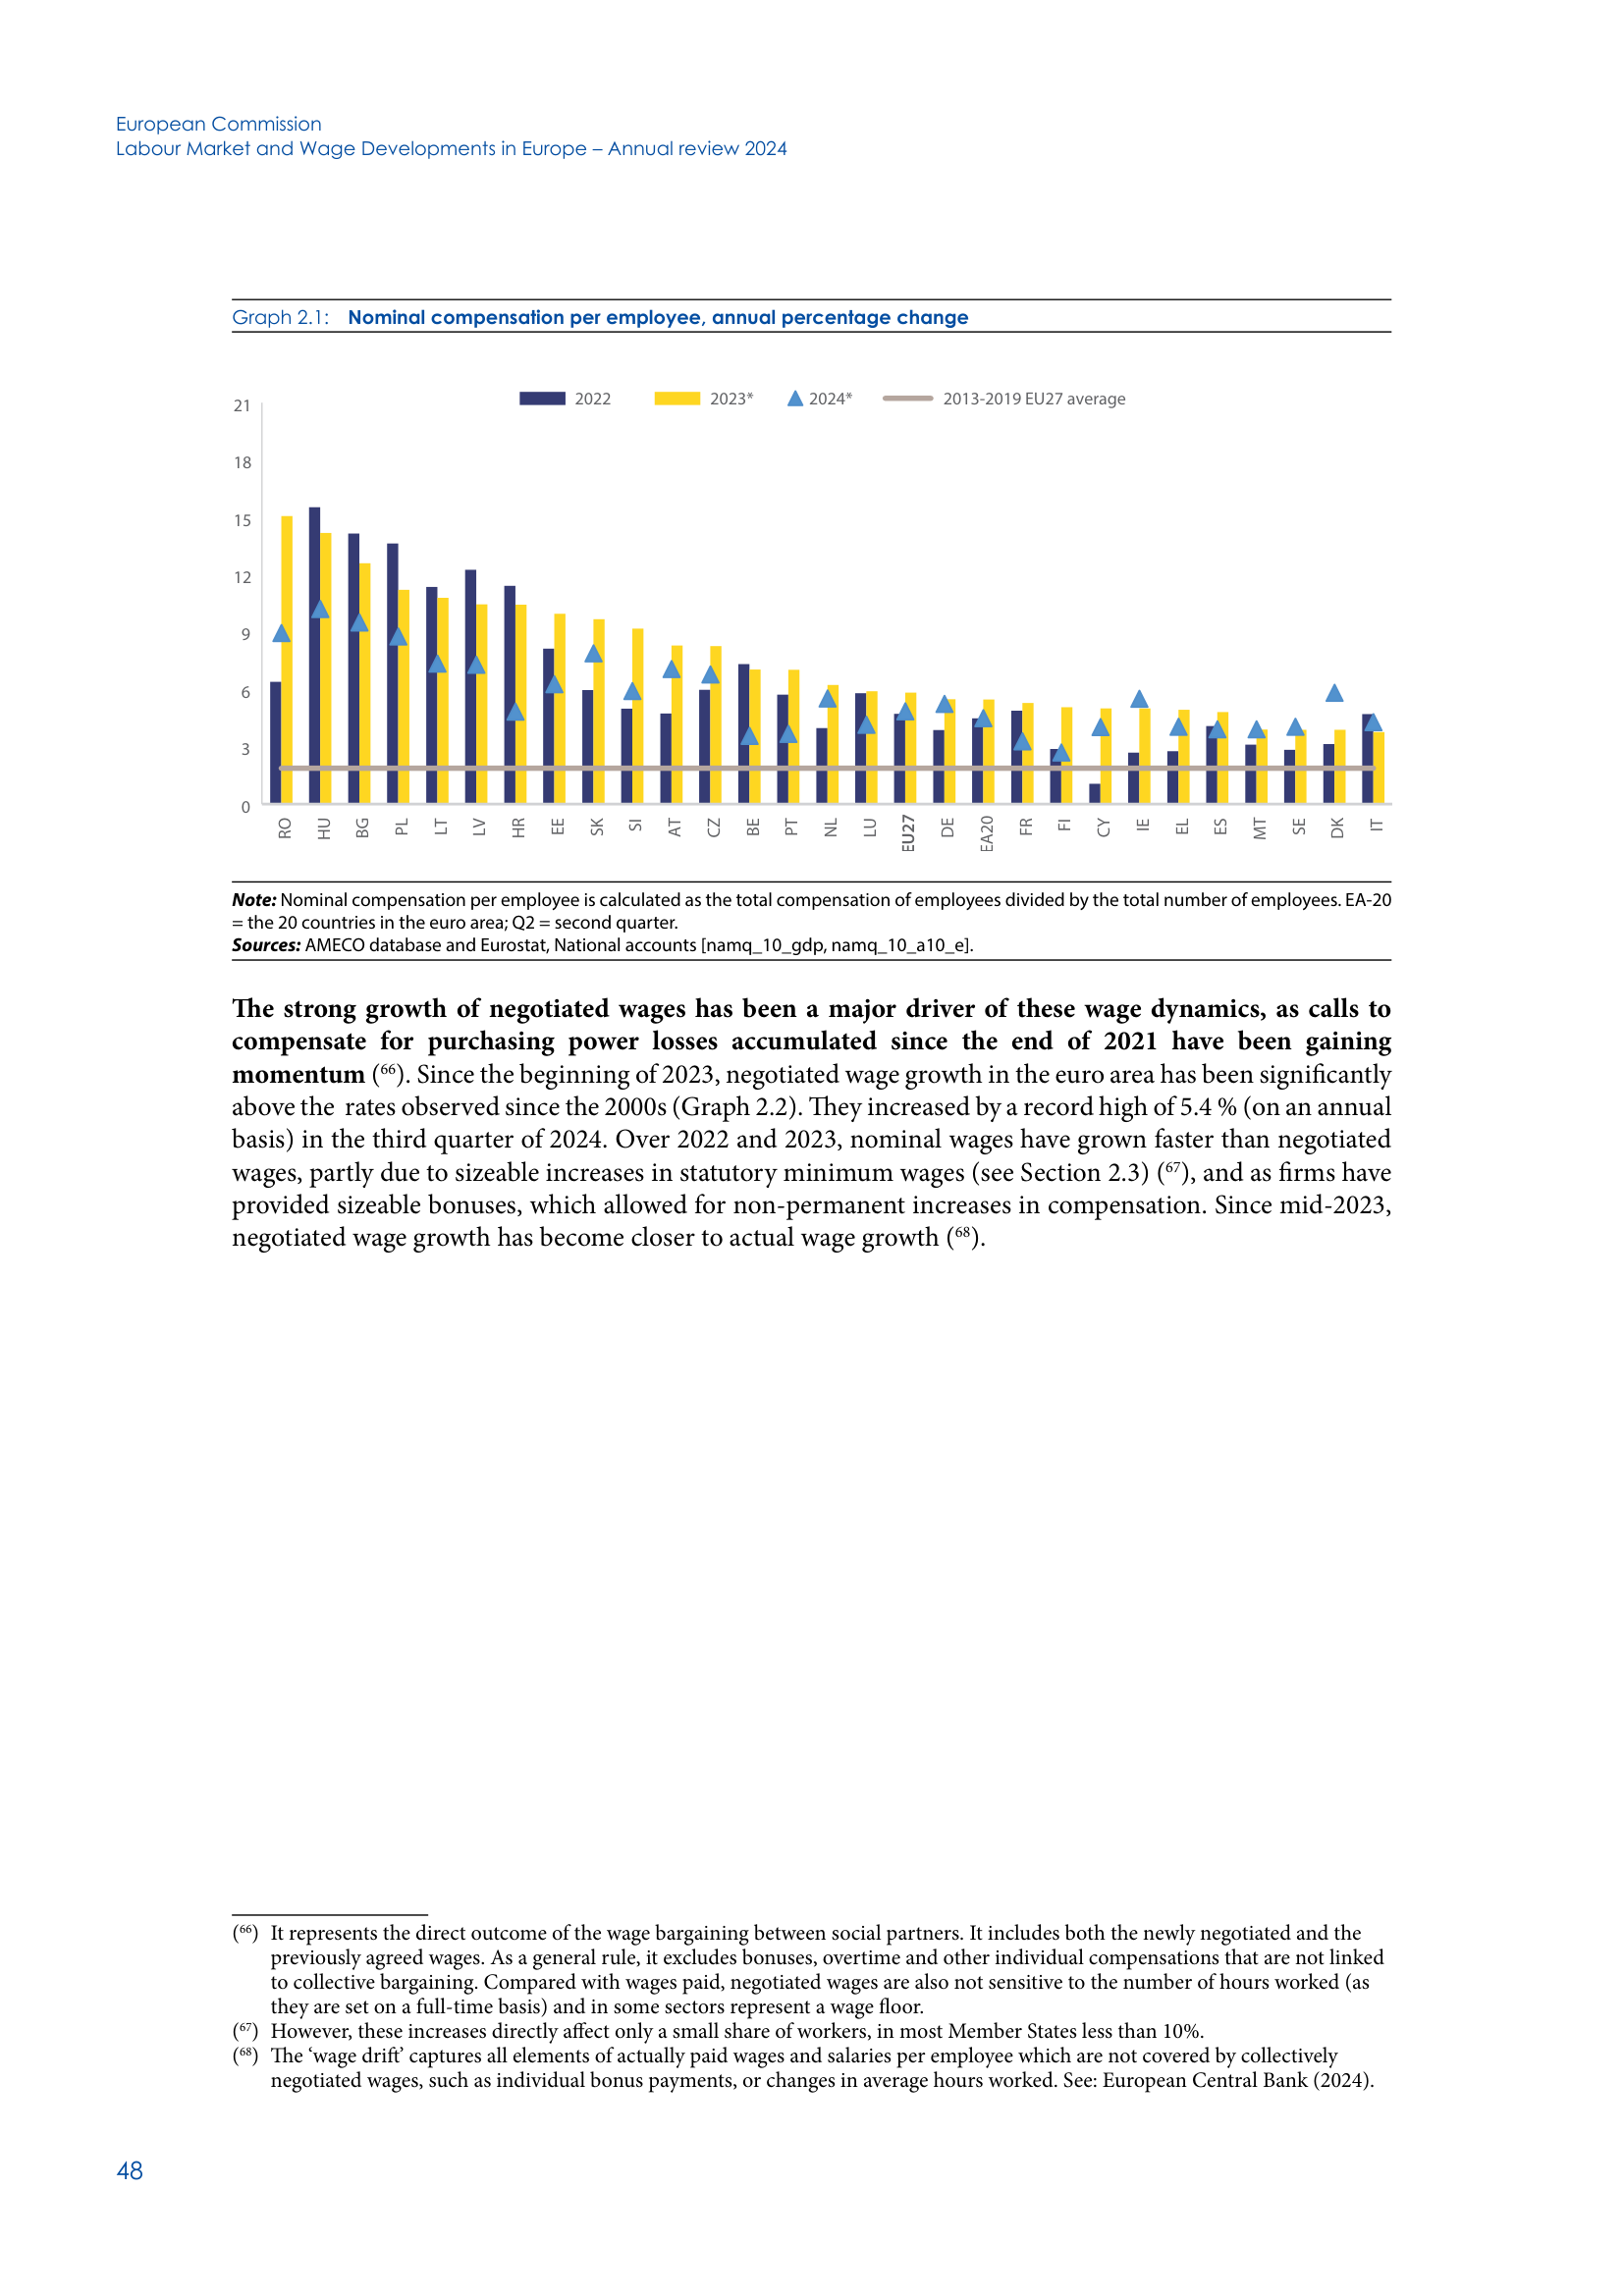 European Commission
Labour Market and Wage Developments in Europe – Annual review 2024
Graph 2.1: Nominal compensation per employee, annual percentage change
2022 2023* 2024* 2013-2019 EU27 average
21
18
15
12
9
6
3
0
RO HU BG PL LT LV HR EE SK SI AT CZ BE PT NL LU EU27 DE EA20 FR FI CY IE EL ES MT SE DK IT
Note: Nominal compensation per employee is calculated as the total compensation of employees divided by the total number of employees. EA-20
= the 20 countries in the euro area; Q2 = second quarter.
Sources: AMECO database and Eurostat, National accounts [namq_10_gdp, namq_10_a10_e].
The strong growth of negotiated wages has been a major driver of these wage dynamics, as calls to
compensate for purchasing power losses accumulated since the end of 2021 have been gaining
momentum (66). Since the beginning of 2023, negotiated wage growth in the euro area has been significantly
above the rates observed since the 2000s (Graph 2.2). They increased by a record high of 5.4 % (on an annual
basis) in the third quarter of 2024. Over 2022 and 2023, nominal wages have grown faster than negotiated
wages, partly due to sizeable increases in statutory minimum wages (see Section 2.3) (67), and as firms have
provided sizeable bonuses, which allowed for non-permanent increases in compensation. Since mid-2023,
negotiated wage growth has become closer to actual wage growth (68).
(66) It represents the direct outcome of the wage bargaining between social partners. It includes both the newly negotiated and the
previously agreed wages. As a general rule, it excludes bonuses, overtime and other individual compensations that are not linked
to collective bargaining. Compared with wages paid, negotiated wages are also not sensitive to the number of hours worked (as
they are set on a full-time basis) and in some sectors represent a wage floor.
(67) However, these increases directly affect only a small share of workers, in most Member States less than 10%.
(68) The ‘wage drift’ captures all elements of actually paid wages and salaries per employee which are not covered by collectively
negotiated wages, such as individual bonus payments, or changes in average hours worked. See: European Central Bank (2024).
48